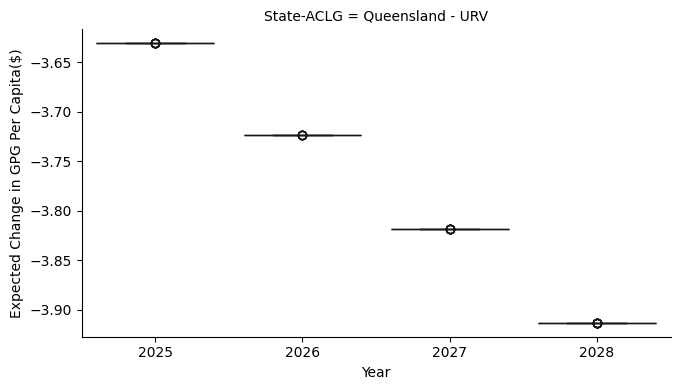 State-ACLG = Queensland - URV
Expected Change in GPG Per Capita($)
−3.65
−3.70
−3.75
−3.80
−3.85
−3.90
2025 2026 2027 2028
Year